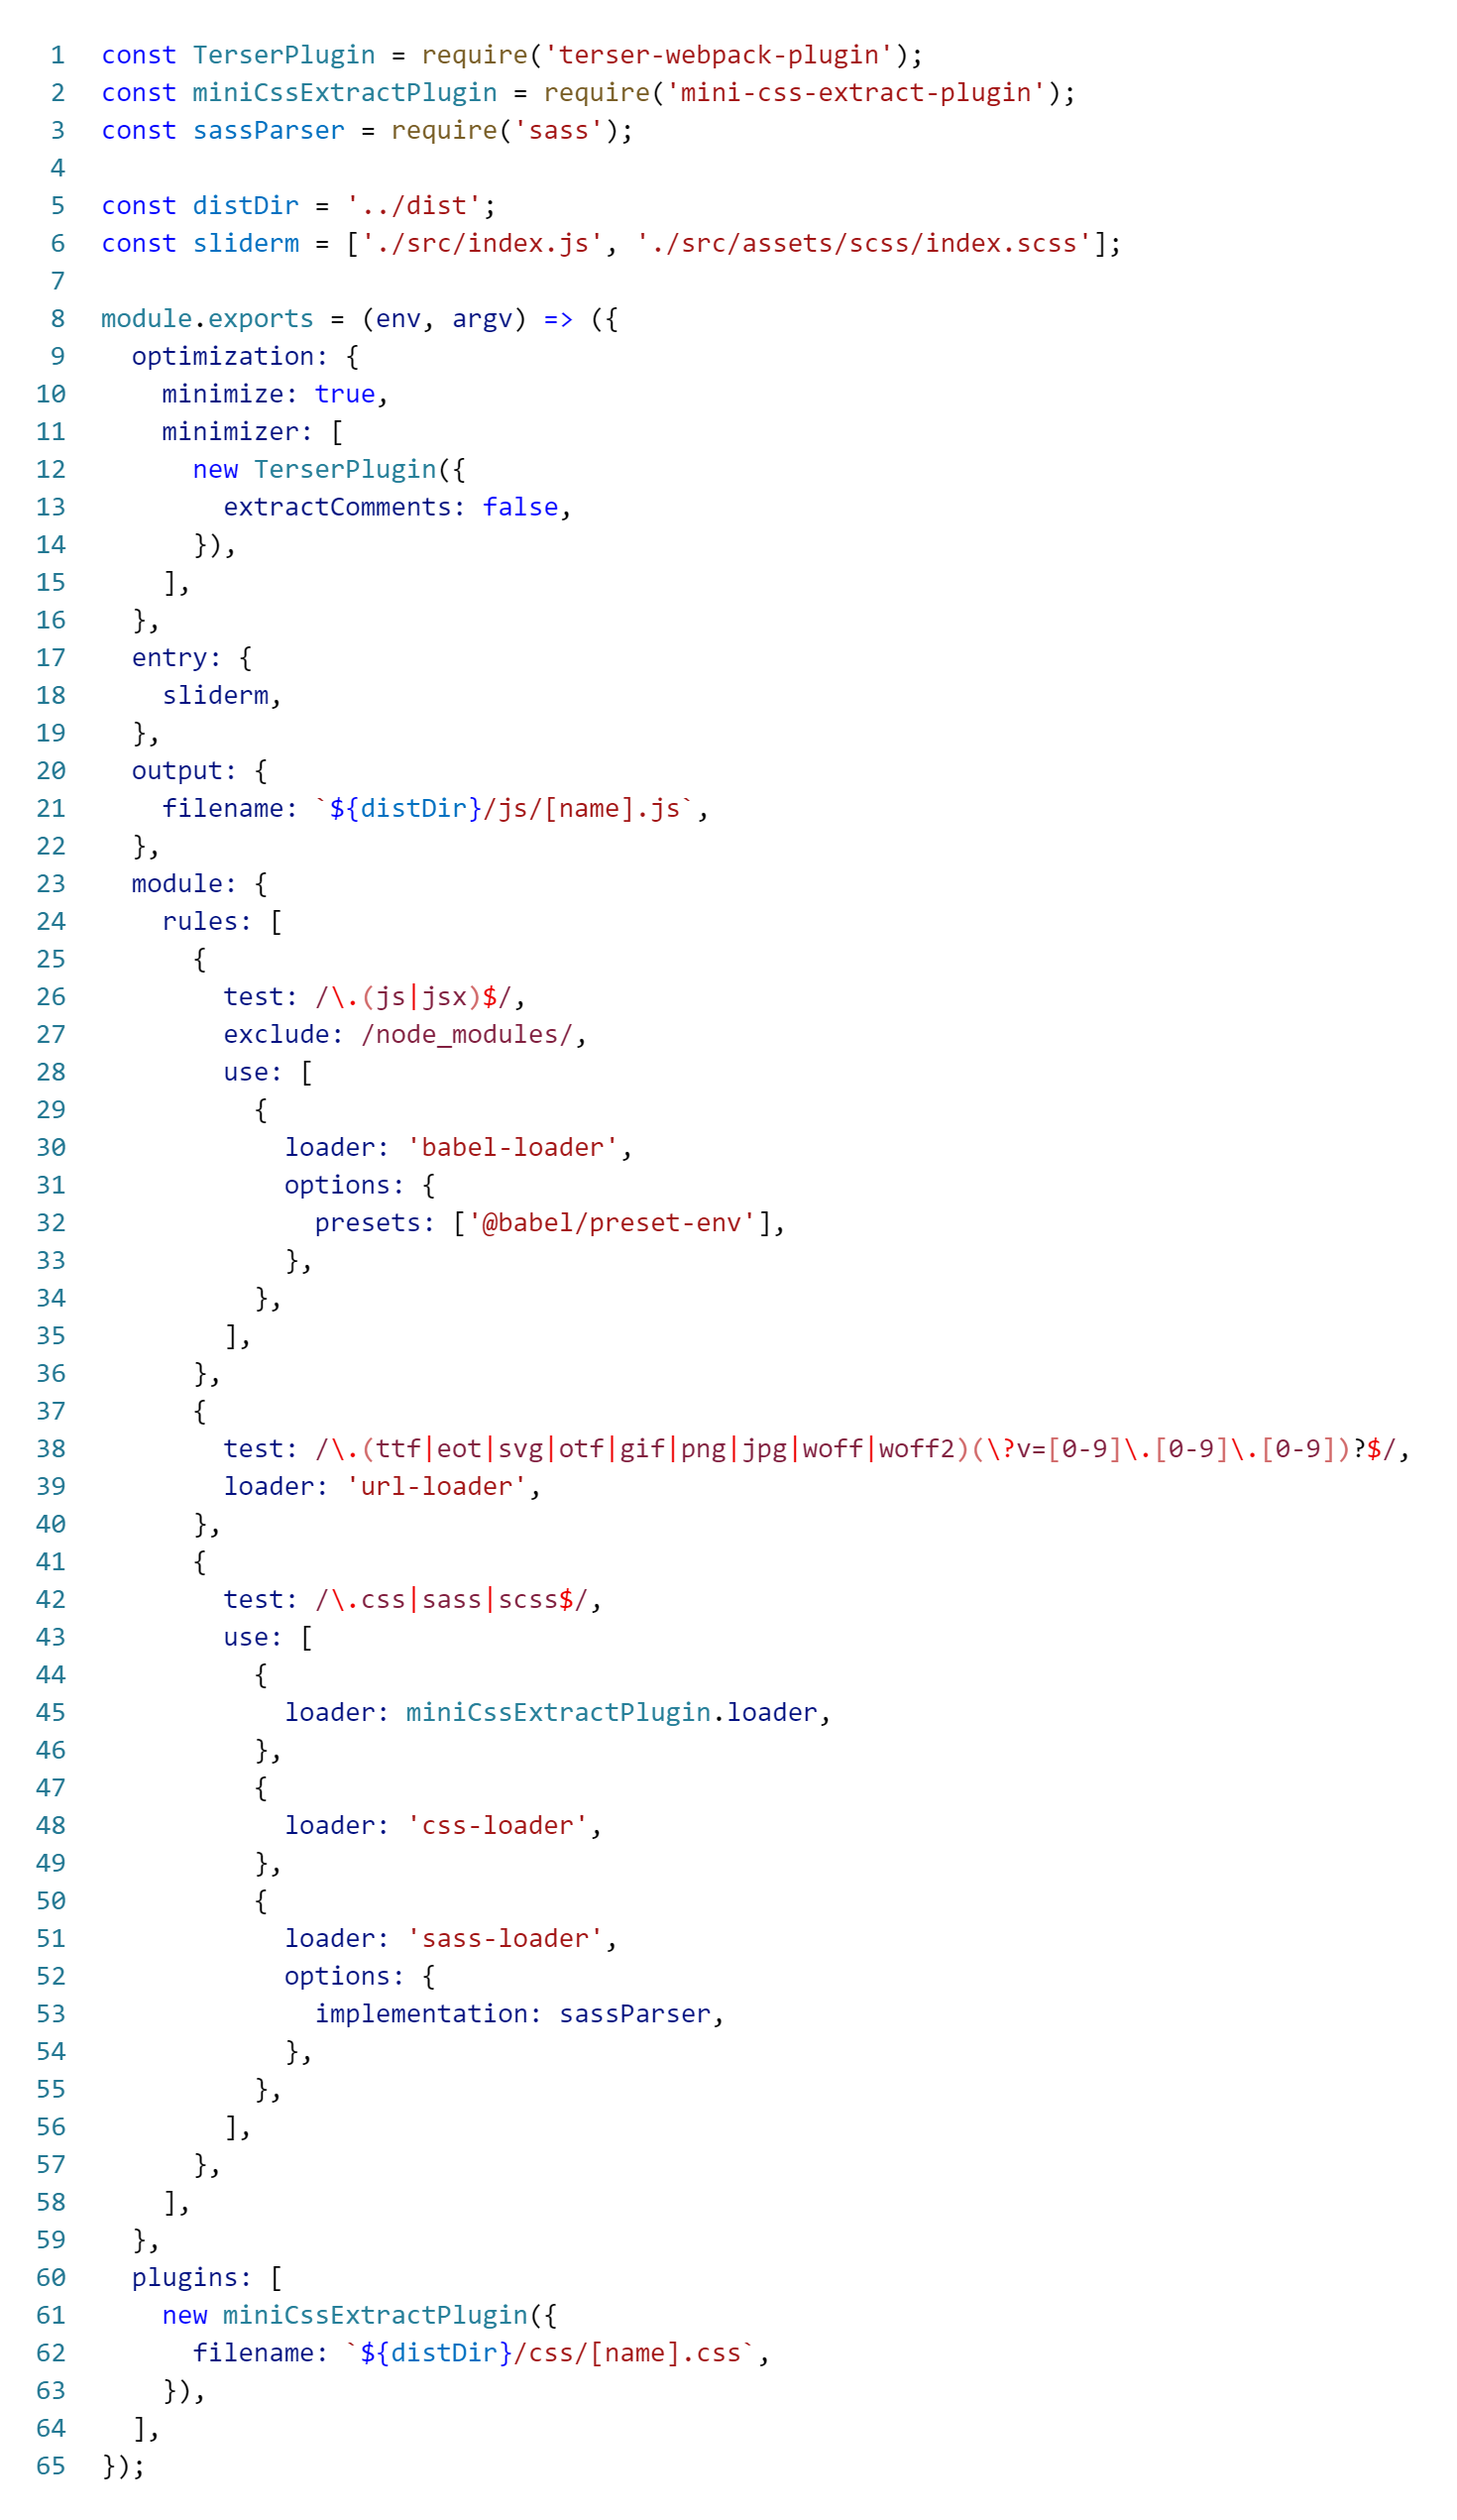 1 const TerserPlugin = require('terser-webpack-plugin');
2 const miniCssExtractPlugin = require('mini-css-extract-plugin');
3 const sassParser = require('sass');
4
5 const distDir = '../dist';
6 const sliderm = ['./src/index.js', './src/assets/scss/index.scss'];
7
8 module.exports = (env, argv) => ({
9   optimization: {
10     minimize: true,
11     minimizer: [
12       new TerserPlugin({
13         extractComments: false,
14       }),
15     ],
16   },
17   entry: {
18     sliderm,
19   },
20   output: {
21     filename: `${distDir}/js/[name].js`,
22   },
23   module: {
24     rules: [
25       {
26         test: /\.(js|jsx)$/,
27         exclude: /node_modules/,
28         use: [
29           {
30             loader: 'babel-loader',
31             options: {
32               presets: ['@babel/preset-env'],
33             },
34           },
35         ],
36       },
37       {
38         test: /\.(ttf|eot|svg|otf|gif|png|jpg|woff|woff2)(\?v=[0-9]\.[0-9]\.[0-9])?$/,
39         loader: 'url-loader',
40       },
41       {
42         test: /\.css|sass|scss$/,
43         use: [
44           {
45             loader: miniCssExtractPlugin.loader,
46           },
47           {
48             loader: 'css-loader',
49           },
50           {
51             loader: 'sass-loader',
52             options: {
53               implementation: sassParser,
54             },
55           },
56         ],
57       },
58     ],
59   },
60   plugins: [
61     new miniCssExtractPlugin({
62       filename: `${distDir}/css/[name].css`,
63     }),
64   ],
65 });